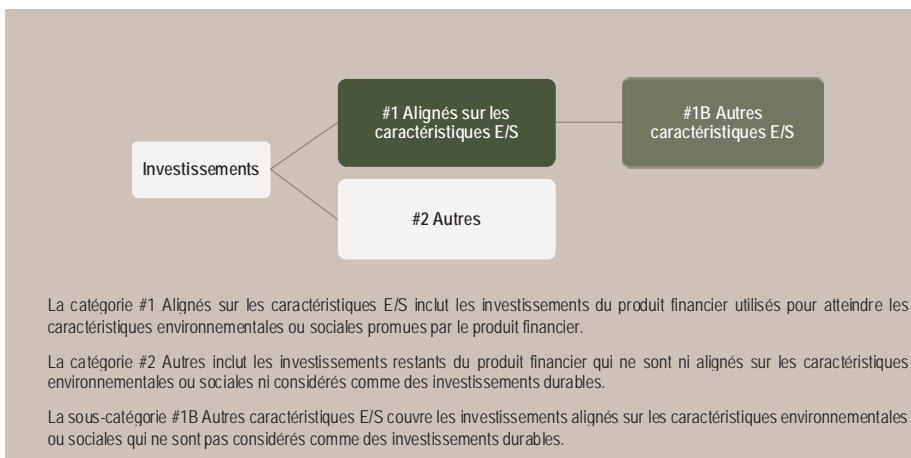 #1 Alignés sur les
caractéristiques E/S
#1B Autres
caractéristiques E/S
Investissements
#2 Autres
La catégorie #1 Alignés sur les caractéristiques E/S inclut les investissements du produit financier utilisés pour atteindre les
caractéristiques environnementales ou sociales promues par le produit financier.
La catégorie #2 Autres inclut les investissements restants du produit financier qui ne sont ni alignés sur les caractéristiques
environnementales ou sociales ni considérés comme des investissements durables.
La sous-catégorie #1B Autres caractéristiques E/S couvre les investissements alignés sur les caractéristiques environnementales
ou sociales qui ne sont pas considérés comme des investissements durables.